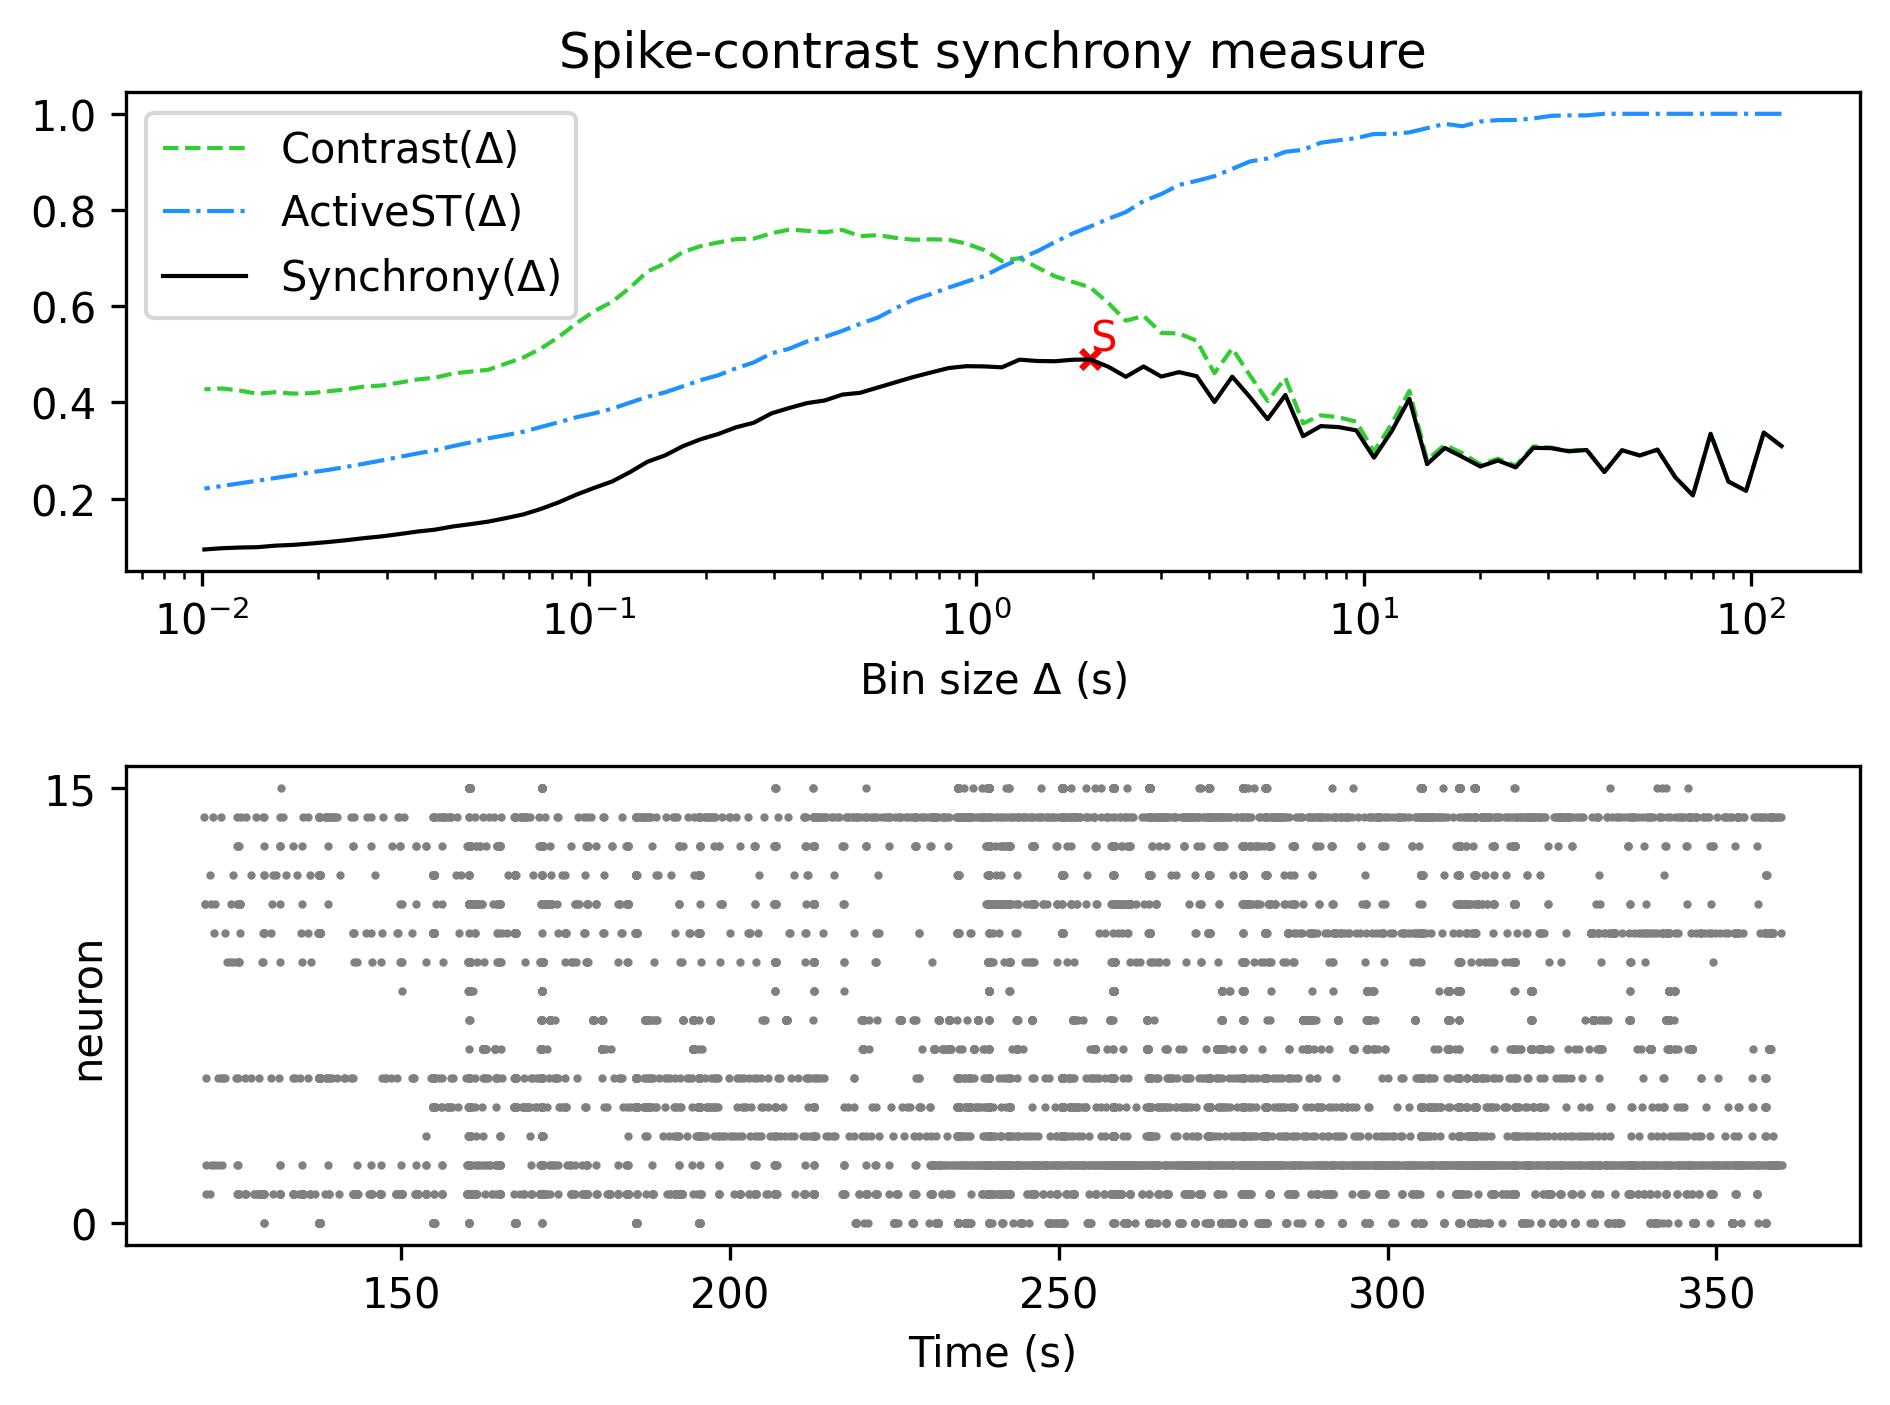 Spike-contrast synchrony measure
1.0
0.8
0.6
0.4
0.2
Contrast(Δ)
ActiveST(Δ)
Synchrony(Δ)
S
10⁻² 10⁻¹ 10⁰ 10¹ 10²
Bin size Δ (s)
15
neuron
0
150 200 250 300 350
Time (s)